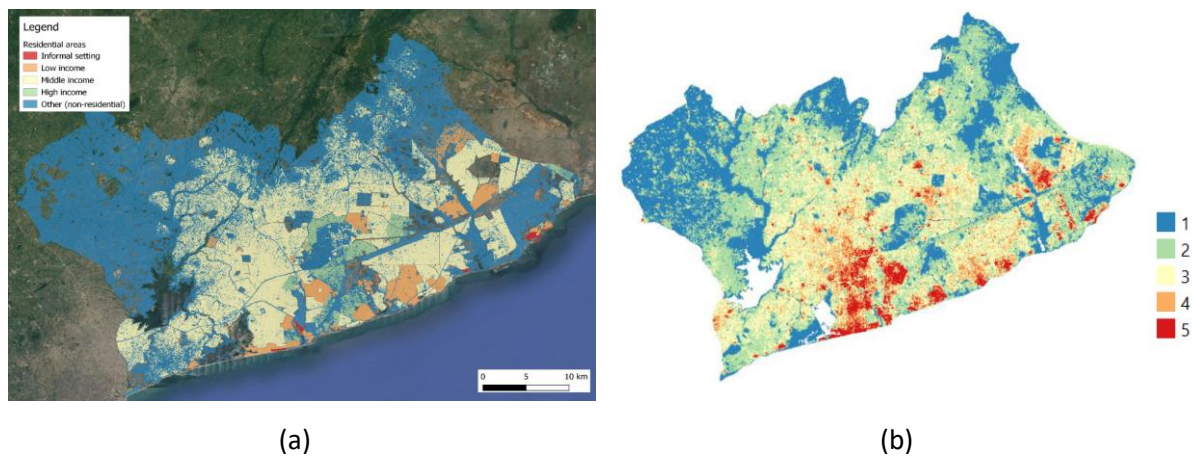 Legend
Residential areas
Informal setting
Low income
Middle income
High income
Other (non-residential)
0 5 10 km
1
2
3
4
5
(a) (b)